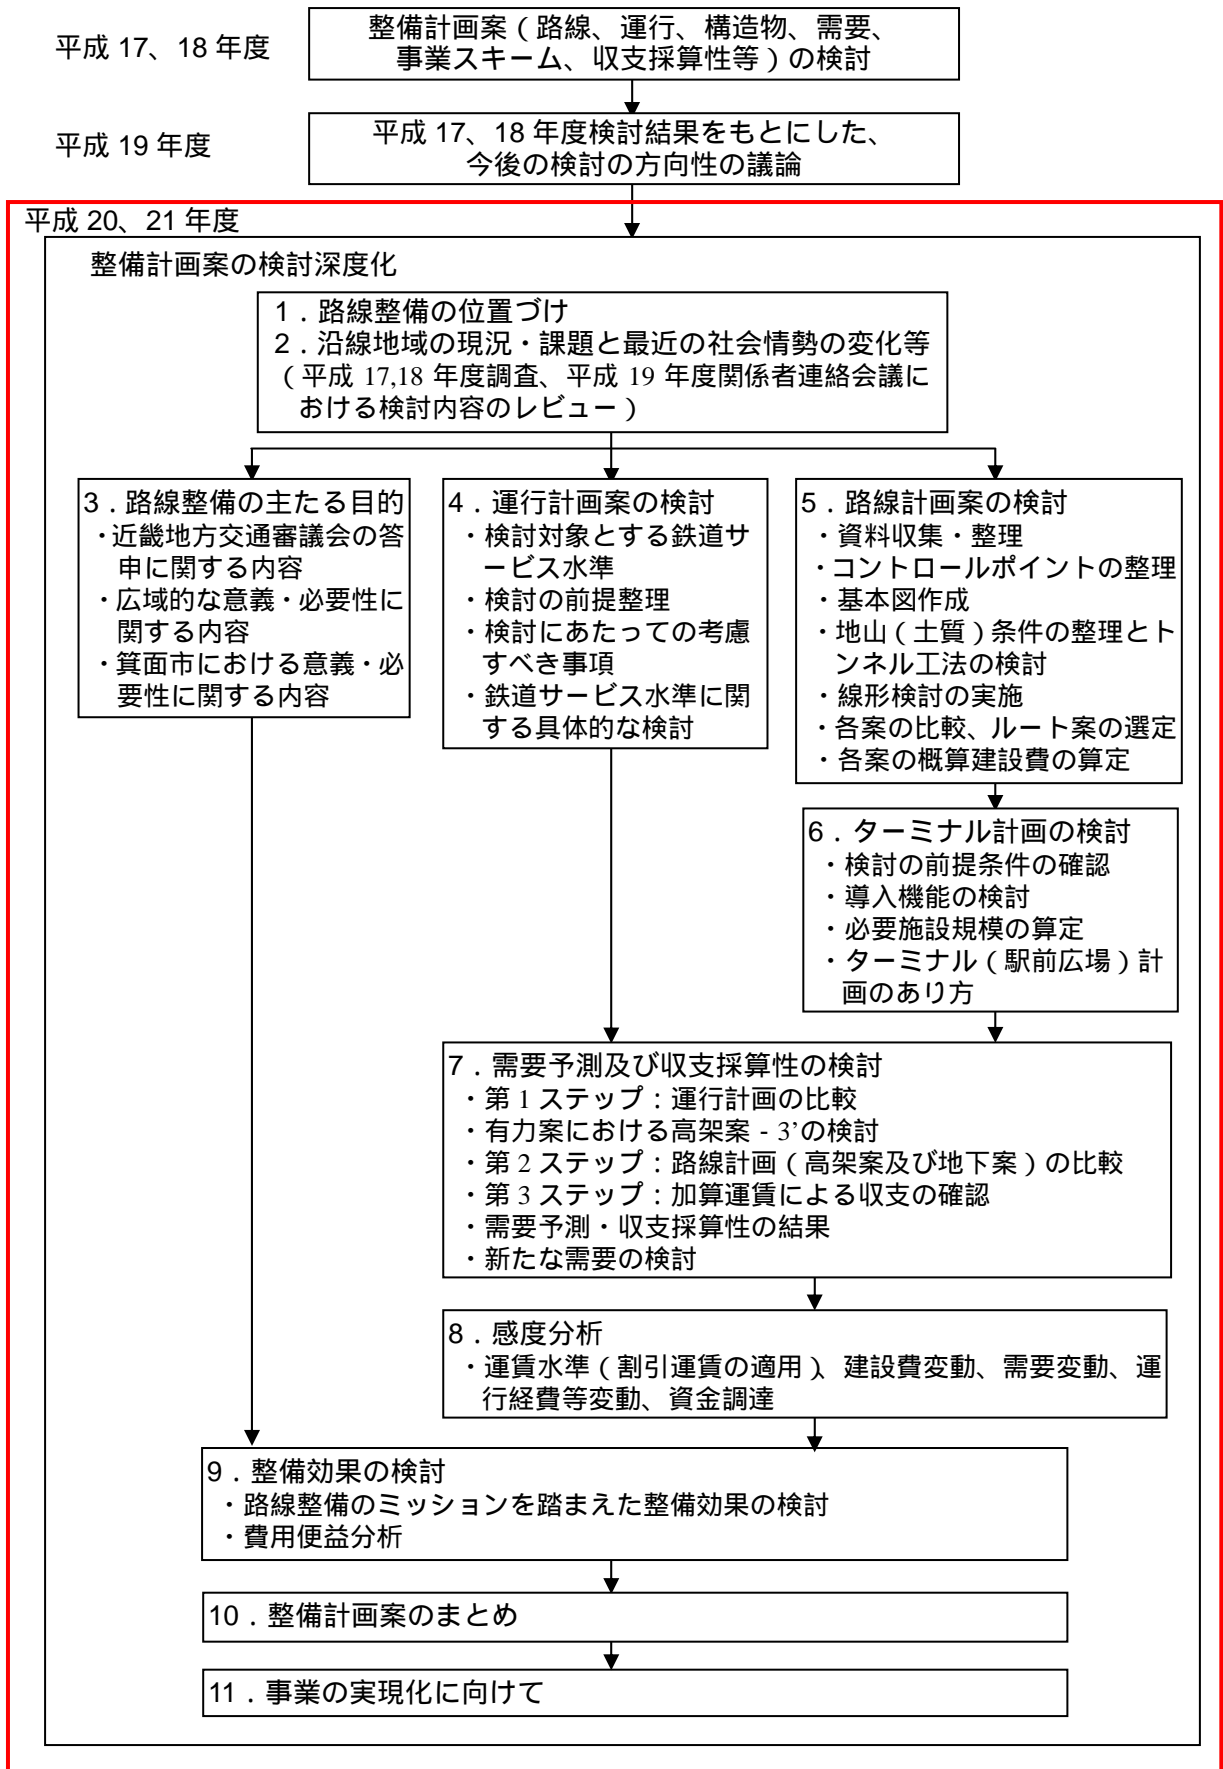 平成 17、18 年度
整備計画案（路線、運行、構造物、需要、
事業スキーム、収支採算性等）の検討
平成 19 年度
平成 17、18 年度検討結果をもとにした、
今後の検討の方向性の議論
平成 20、21 年度
整備計画案の検討深度化
1．路線整備の位置づけ
2．沿線地域の現況・課題と最近の社会情勢の変化等
（平成 17,18 年度調査、平成 19 年度関係者連絡会議に
おける検討内容のレビュー）
3．路線整備の主たる目的
・近畿地方交通審議会の答
申に関する内容
・広域的な意義・必要性に
関する内容
・箕面市における意義・必
要性に関する内容
4．運行計画案の検討
・検討対象とする鉄道サ
ービス水準
・検討の前提整理
・検討にあたっての考慮
すべき事項
・鉄道サービス水準に関
する具体的な検討
5．路線計画案の検討
・資料収集・整理
・コントロールポイントの整理
・基本図作成
・地山（土質）条件の整理とト
ンネル工法の検討
・線形検討の実施
・各案の比較、ルート案の選定
・各案の概算建設費の算定
6．ターミナル計画の検討
・検討の前提条件の確認
・導入機能の検討
・必要施設規模の算定
・ターミナル（駅前広場）計
画のあり方
7．需要予測及び収支採算性の検討
・第 1 ステップ：運行計画の比較
・有力案における高架案 - 3’の検討
・第 2 ステップ：路線計画（高架案及び地下案）の比較
・第 3 ステップ：加算運賃による収支の確認
・需要予測・収支採算性の結果
・新たな需要の検討
8．感度分析
・運賃水準（割引運賃の適用）、建設費変動、需要変動、運
行経費等変動、資金調達
9．整備効果の検討
・路線整備のミッションを踏まえた整備効果の検討
・費用便益分析
10．整備計画案のまとめ
11．事業の実現化に向けて